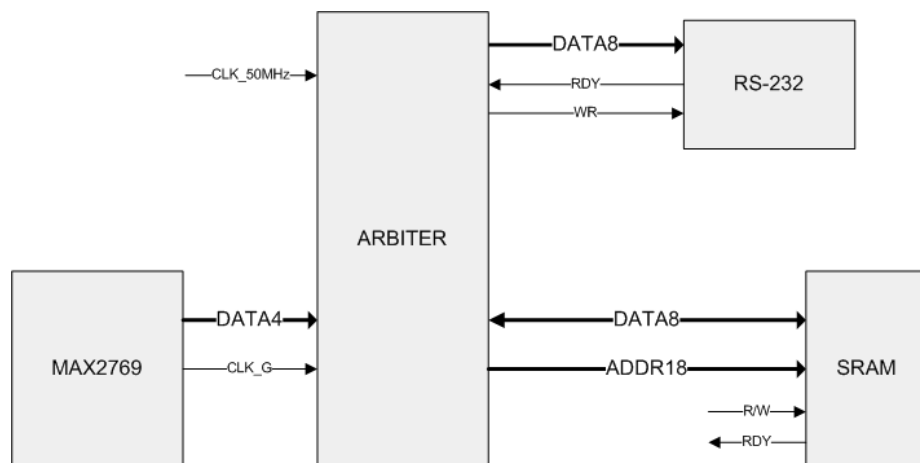 DATA8
CLK_50MHz
RDY
RS-232
WR
ARBITER
DATA4
DATA8
MAX2769
CLK_G
ADDR18
SRAM
R/W
RDY